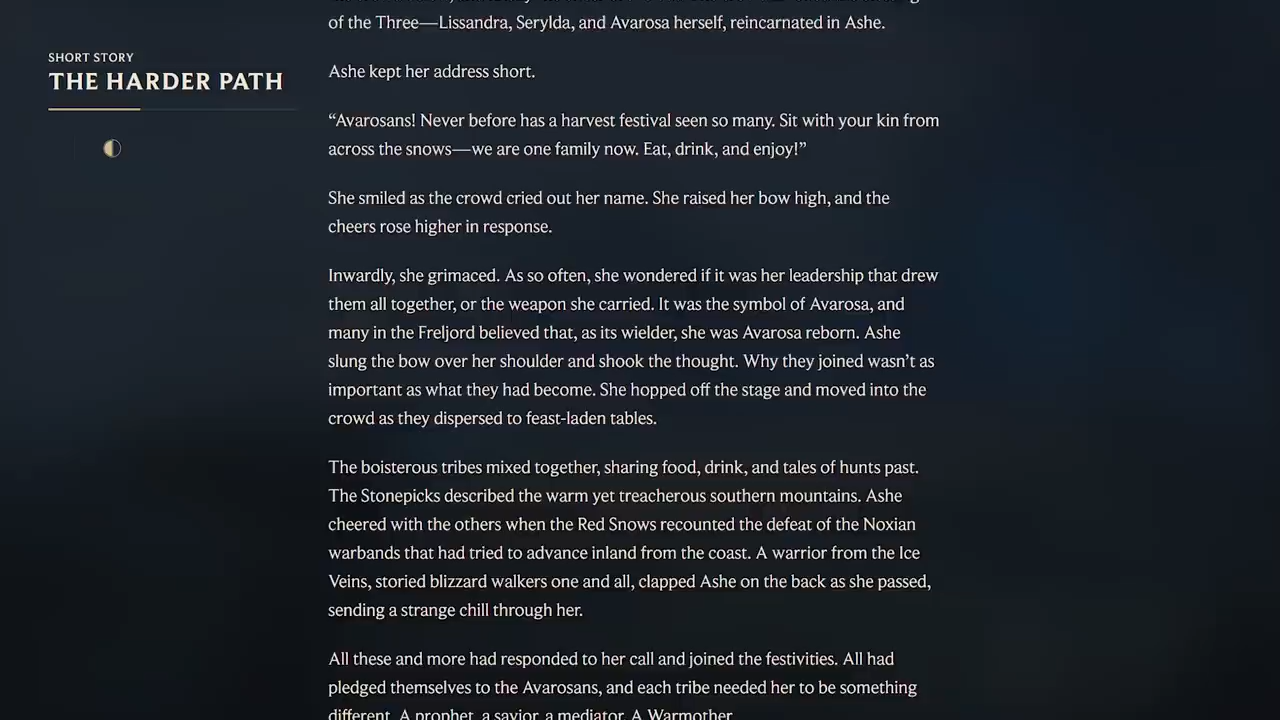 SHORT STORY
THE HARDER PATH
of the Three—Lissandra, Serylda, and Avarosa herself, reincarnated in Ashe.
Ashe kept her address short.
“Avarosans! Never before has a harvest festival seen so many. Sit with your kin from
across the snows—we are one family now. Eat, drink, and enjoy!”
She smiled as the crowd cried out her name. She raised her bow high, and the
cheers rose higher in response.
Inwardly, she grimaced. As so often, she wondered if it was her leadership that drew
them all together, or the weapon she carried. It was the symbol of Avarosa, and
many in the Freljord believed that, as its wielder, she was Avarosa reborn. Ashe
slung the bow over her shoulder and shook the thought. Why they joined wasn’t as
important as what they had become. She hopped off the stage and moved into the
crowd as they dispersed to feast-laden tables.
The boisterous tribes mixed together, sharing food, drink, and tales of hunts past.
The Stonepicks described the warm yet treacherous southern mountains. Ashe
cheered with the others when the Red Snows recounted the defeat of the Noxian
warbands that had tried to advance inland from the coast. A warrior from the Ice
Veins, storied blizzard walkers one and all, clapped Ashe on the back as she passed,
sending a strange chill through her.
All these and more had responded to her call and joined the festivities. All had
pledged themselves to the Avarosans, and each tribe needed her to be something
different. A prophet, a savior, a mediator. A Warmother.